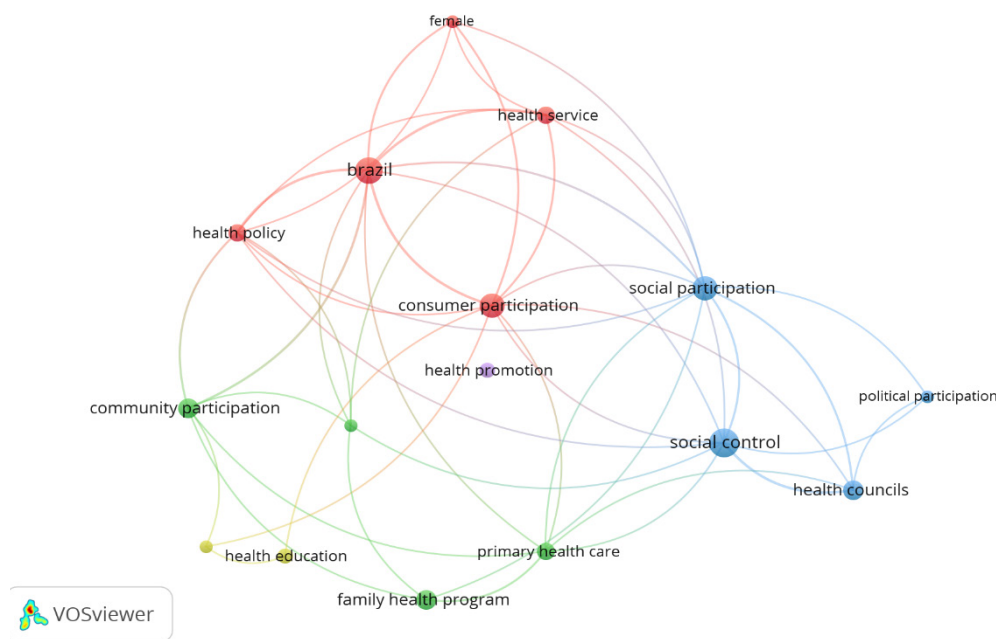 female
health service
brazil
health policy
social participation
consumer participation
health promotion
political participation
community participation
social control
health councils
primary health care
health education
family health program
VOSviewer